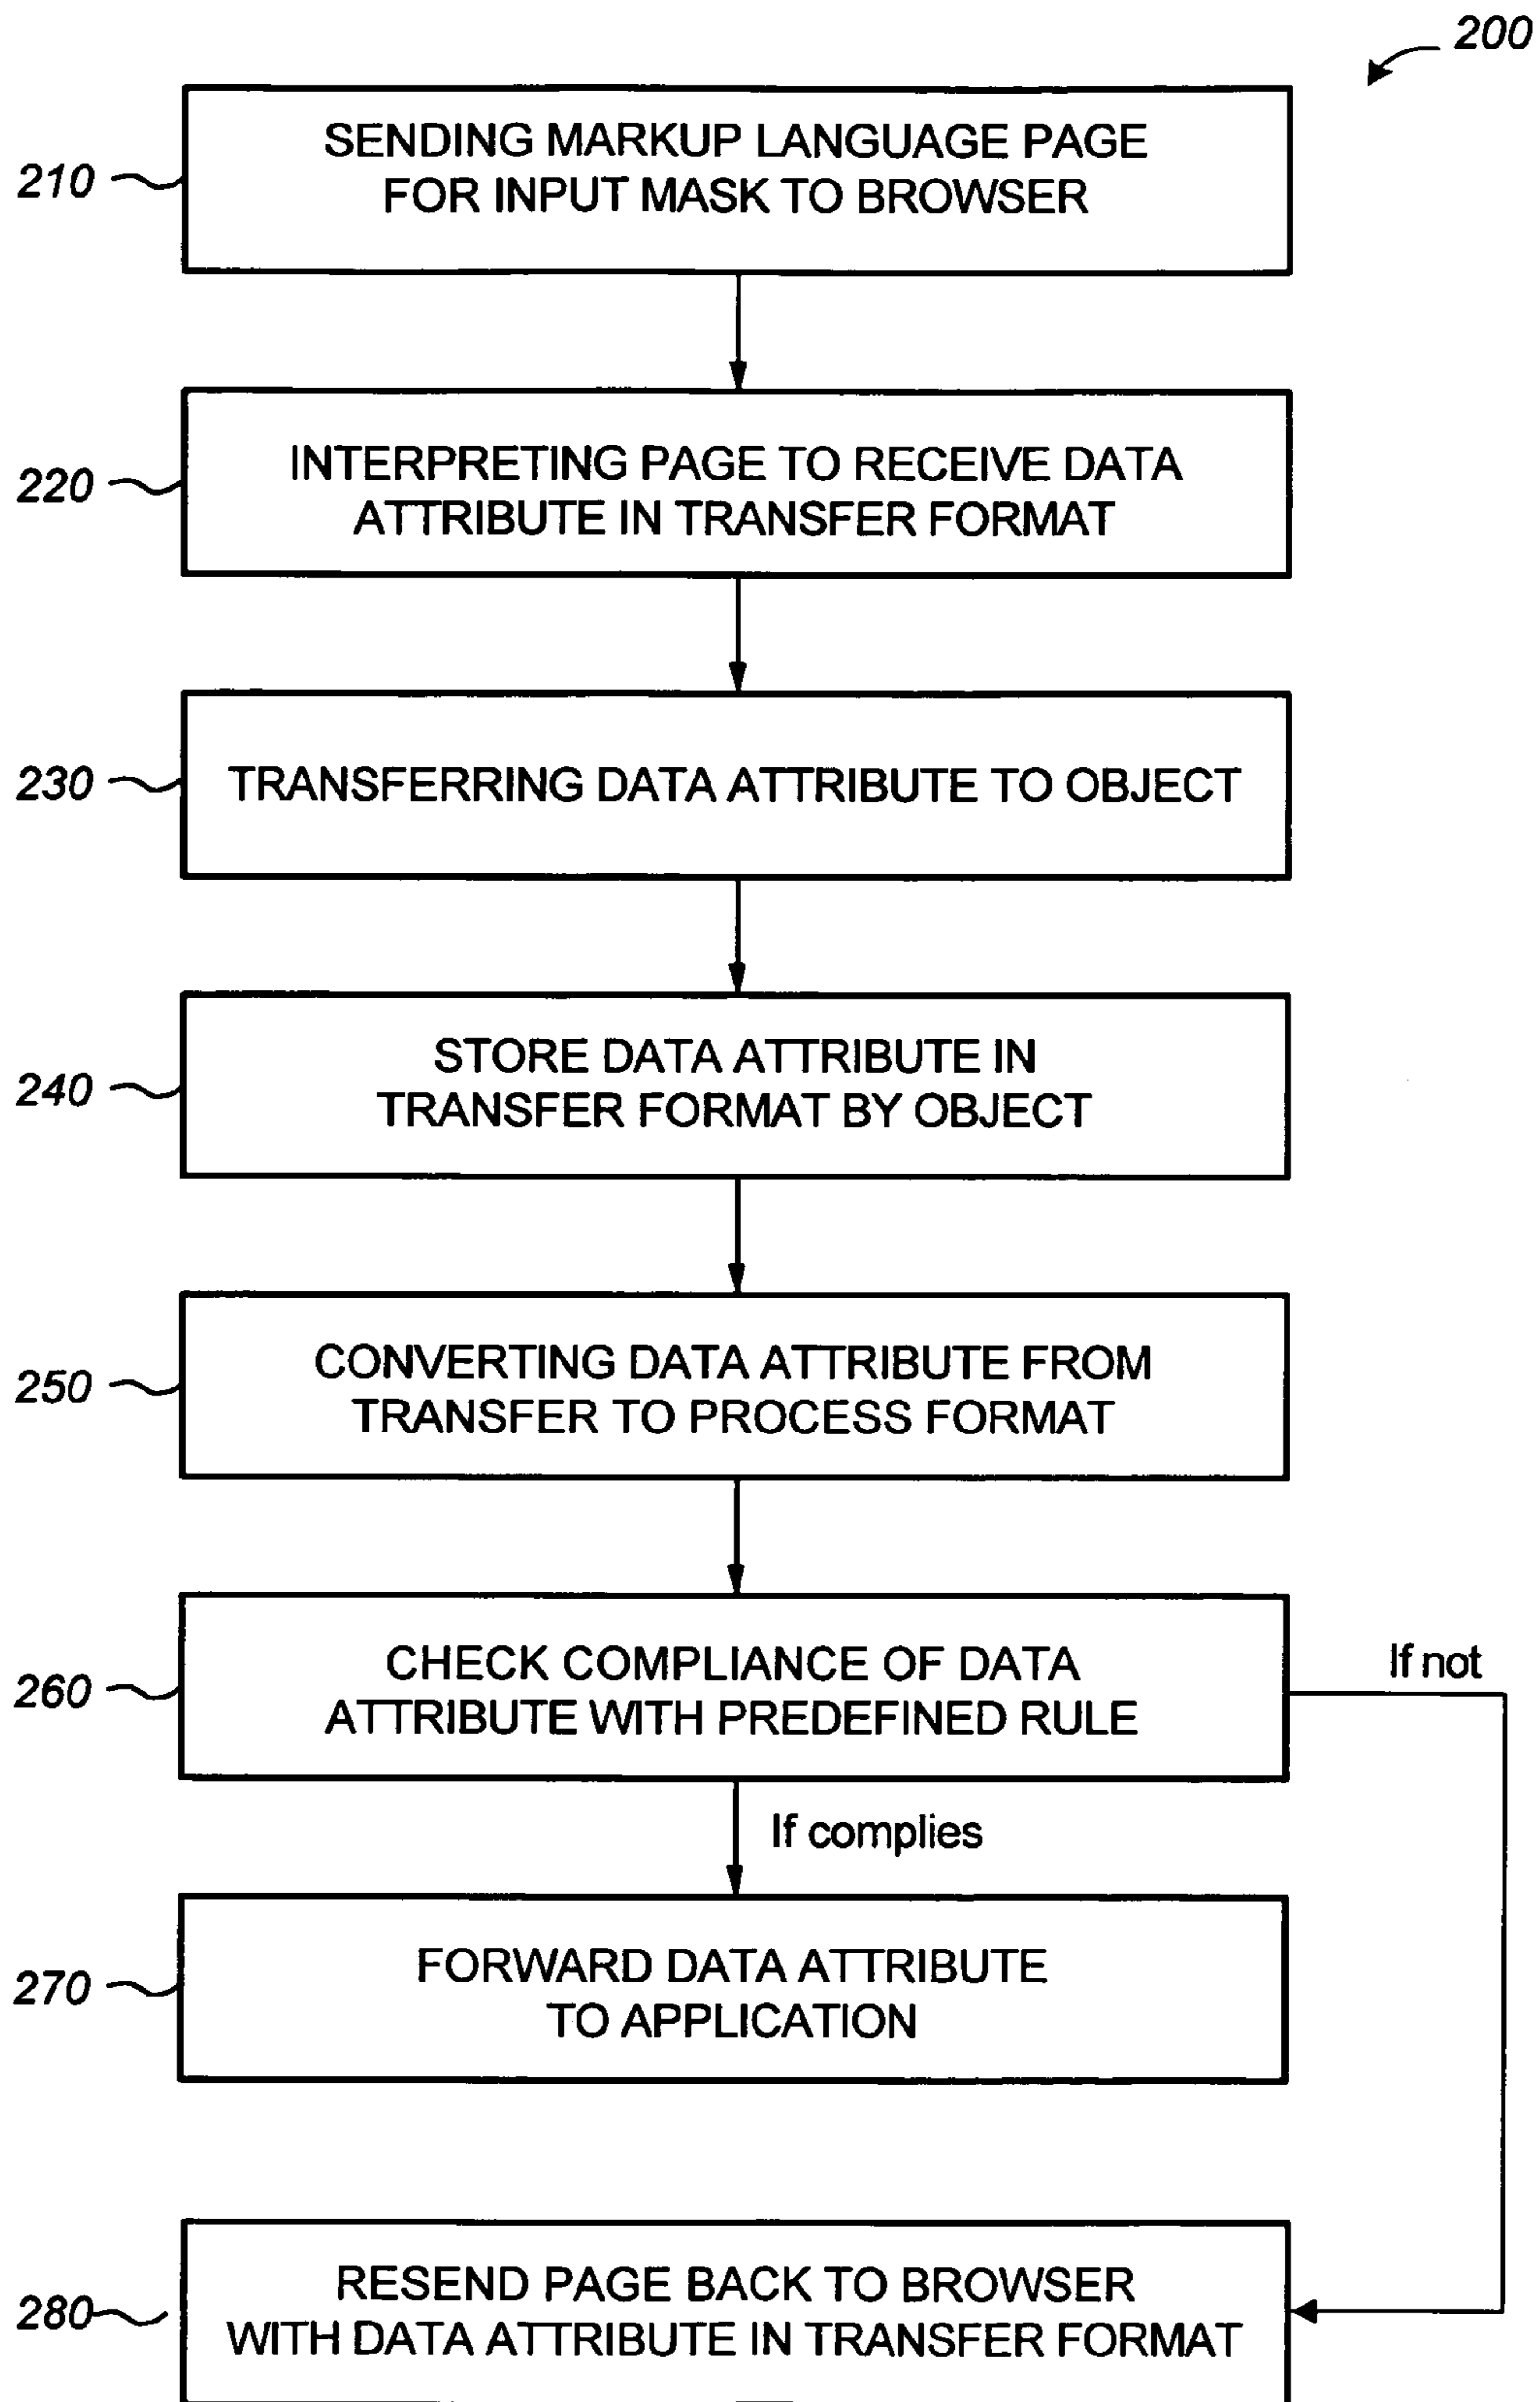 200
210
SENDING MARKUP LANGUAGE PAGE
FOR INPUT MASK TO BROWSER
220
INTERPRETING PAGE TO RECEIVE DATA
ATTRIBUTE IN TRANSFER FORMAT
230
TRANSFERRING DATA ATTRIBUTE TO OBJECT
240
STORE DATA ATTRIBUTE IN
TRANSFER FORMAT BY OBJECT
250
CONVERTING DATA ATTRIBUTE FROM
TRANSFER TO PROCESS FORMAT
260
CHECK COMPLIANCE OF DATA
ATTRIBUTE WITH PREDEFINED RULE
If not
If complies
270
FORWARD DATA ATTRIBUTE
TO APPLICATION
280
RESEND PAGE BACK TO BROWSER
WITH DATA ATTRIBUTE IN TRANSFER FORMAT